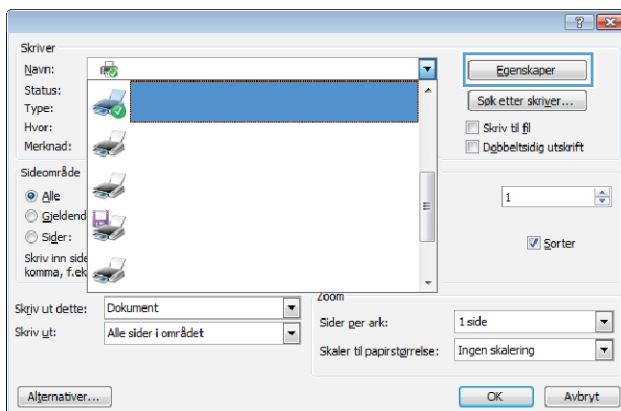 Skriver
Navn:
Egenskaper
Status:
Søk etter skriver...
Type:
Hvor:
Skriv til fil
Merknad:
Dobbeltsidig utskrift
Sideområde
Alle
1
Gjeldend
Sider:
Sorter
Skriv inn side
komma, f.ek
Zoom
Skriv ut dette: Dokument
Sider per ark: 1 side
Skriv ut: Alle sider i området
Skaler til papirstørrelse: Ingen skalering
Alternativer...
OK
Avbryt